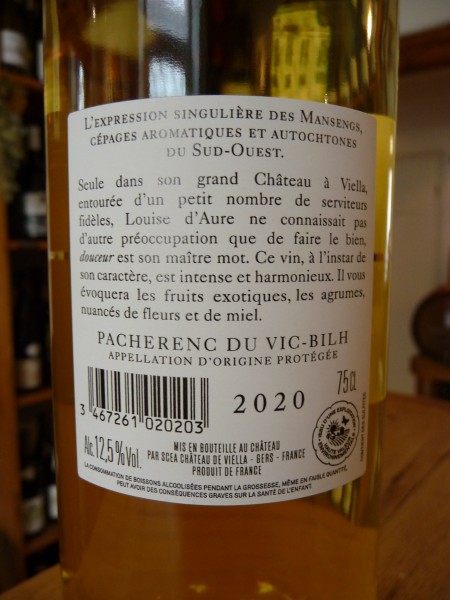 L'EXPRESSION SINGULIÈRE DES MANSENGS,
CÉPAGES AROMATIQUES ET AUTOCHTONES
DU SUD-OUEST.
Seule dans son grand Château à Viella,
entourée d'un petit nombre de serviteurs
fidèles, Louise d'Aure ne connaissait pas
d'autre préoccupation que de faire le bien,
douceur est son maître mot. Ce vin, à l'instar de
son caractère, est intense et harmonieux. Il vous
évoquera les fruits exotiques, les agrumes,
nuancés de fleurs et de miel.
PACHERENC DU VIC-BILH
APPELLATION D'ORIGINE PROTÉGÉE
75CL
3 467261 020203
2020
Alc. 12,5% Vol.
MIS EN BOUTEILLE AU CHÂTEAU
PAR SCEA CHÂTEAU DE VIELLA - GERS - FRANCE
PRODUIT DE FRANCE
LA CONSOMMATION DE BOISSONS ALCOOLISÉES PENDANT LA GROSSESSE, MÊME EN FAIBLE QUANTITÉ,
PEUT AVOIR DES CONSÉQUENCES GRAVES SUR LA SANTÉ DE L'ENFANT.